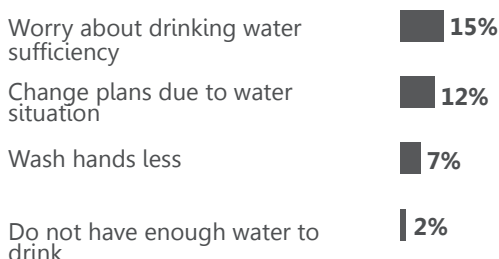 Worry about drinking water
sufficiency
15%
Change plans due to water
situation
12%
Wash hands less
7%
Do not have enough water to
drink
2%